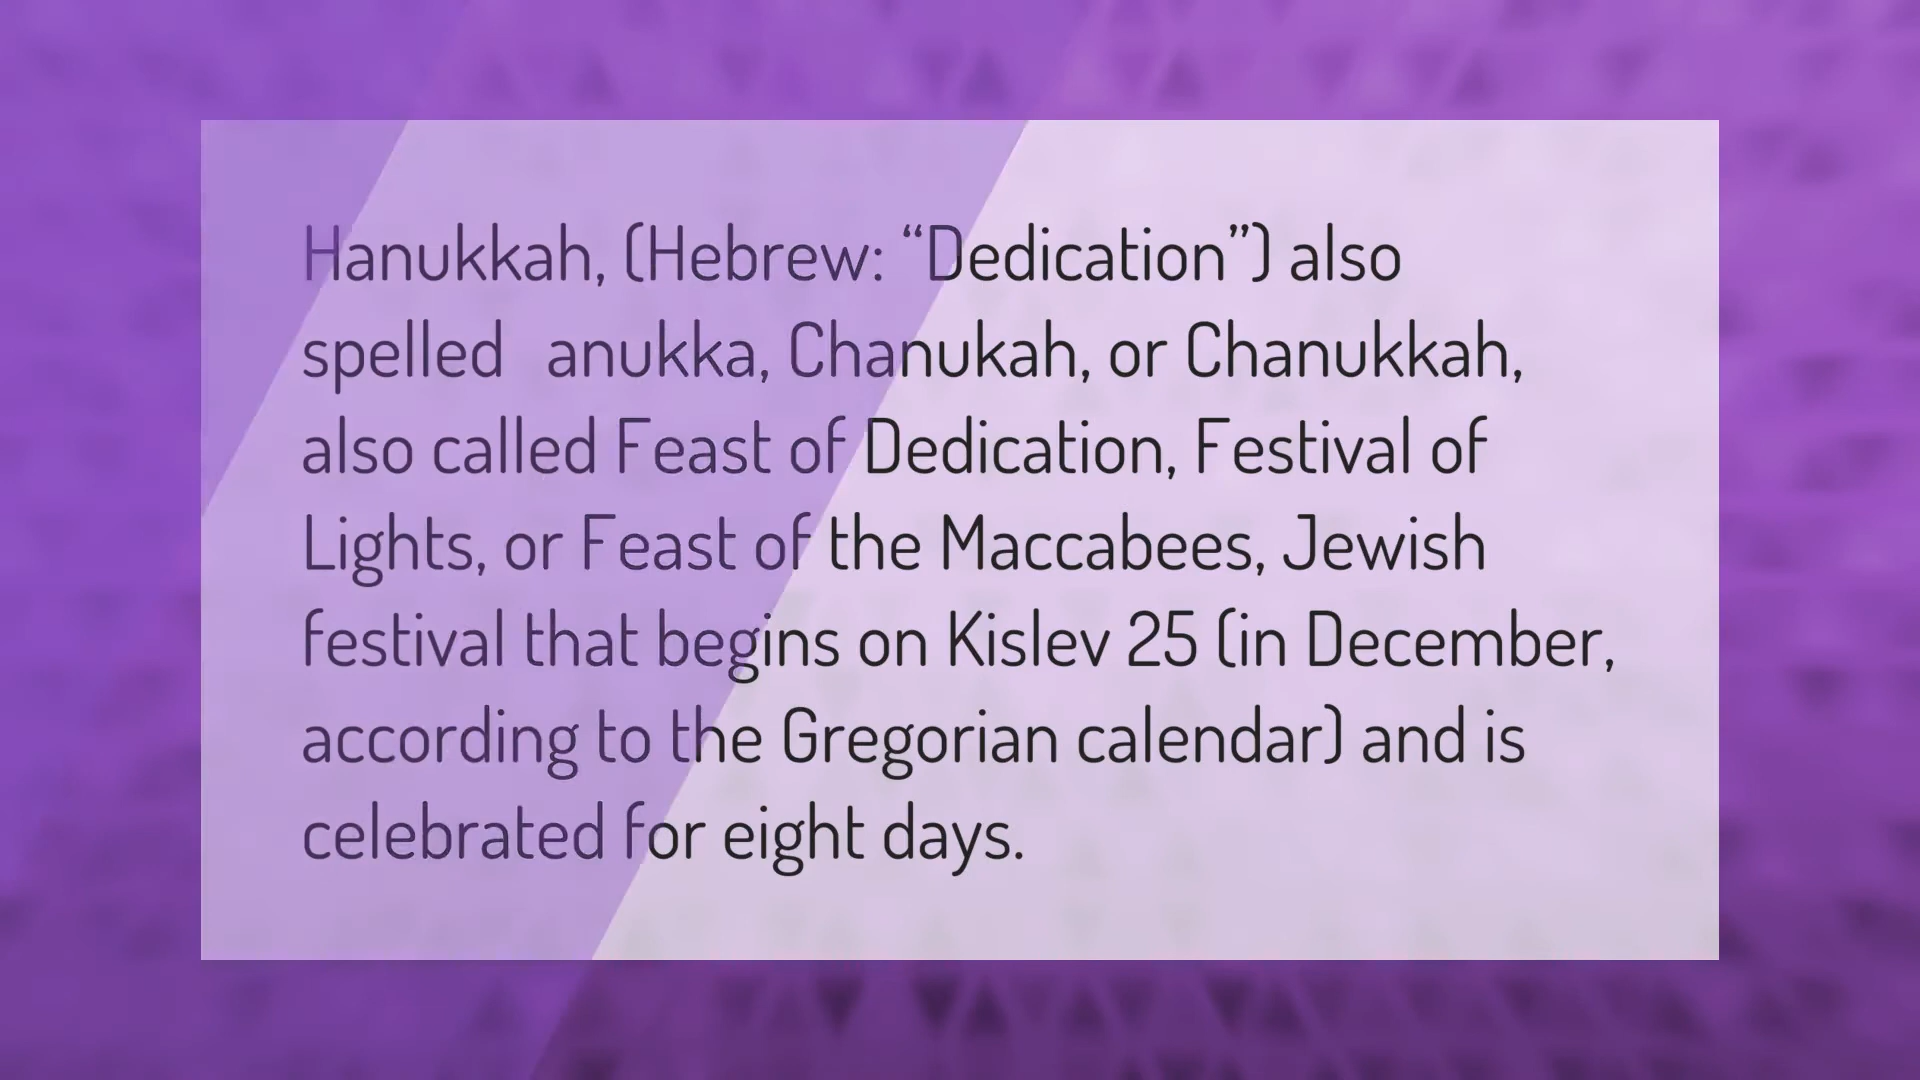 Hanukkah, (Hebrew: “Dedication”) also
spelled anukka, Chanukah, or Chanukkah,
also called Feast of Dedication, Festival of
Lights, or Feast of the Maccabees, Jewish
festival that begins on Kislev 25 (in December,
according to the Gregorian calendar) and is
celebrated for eight days.